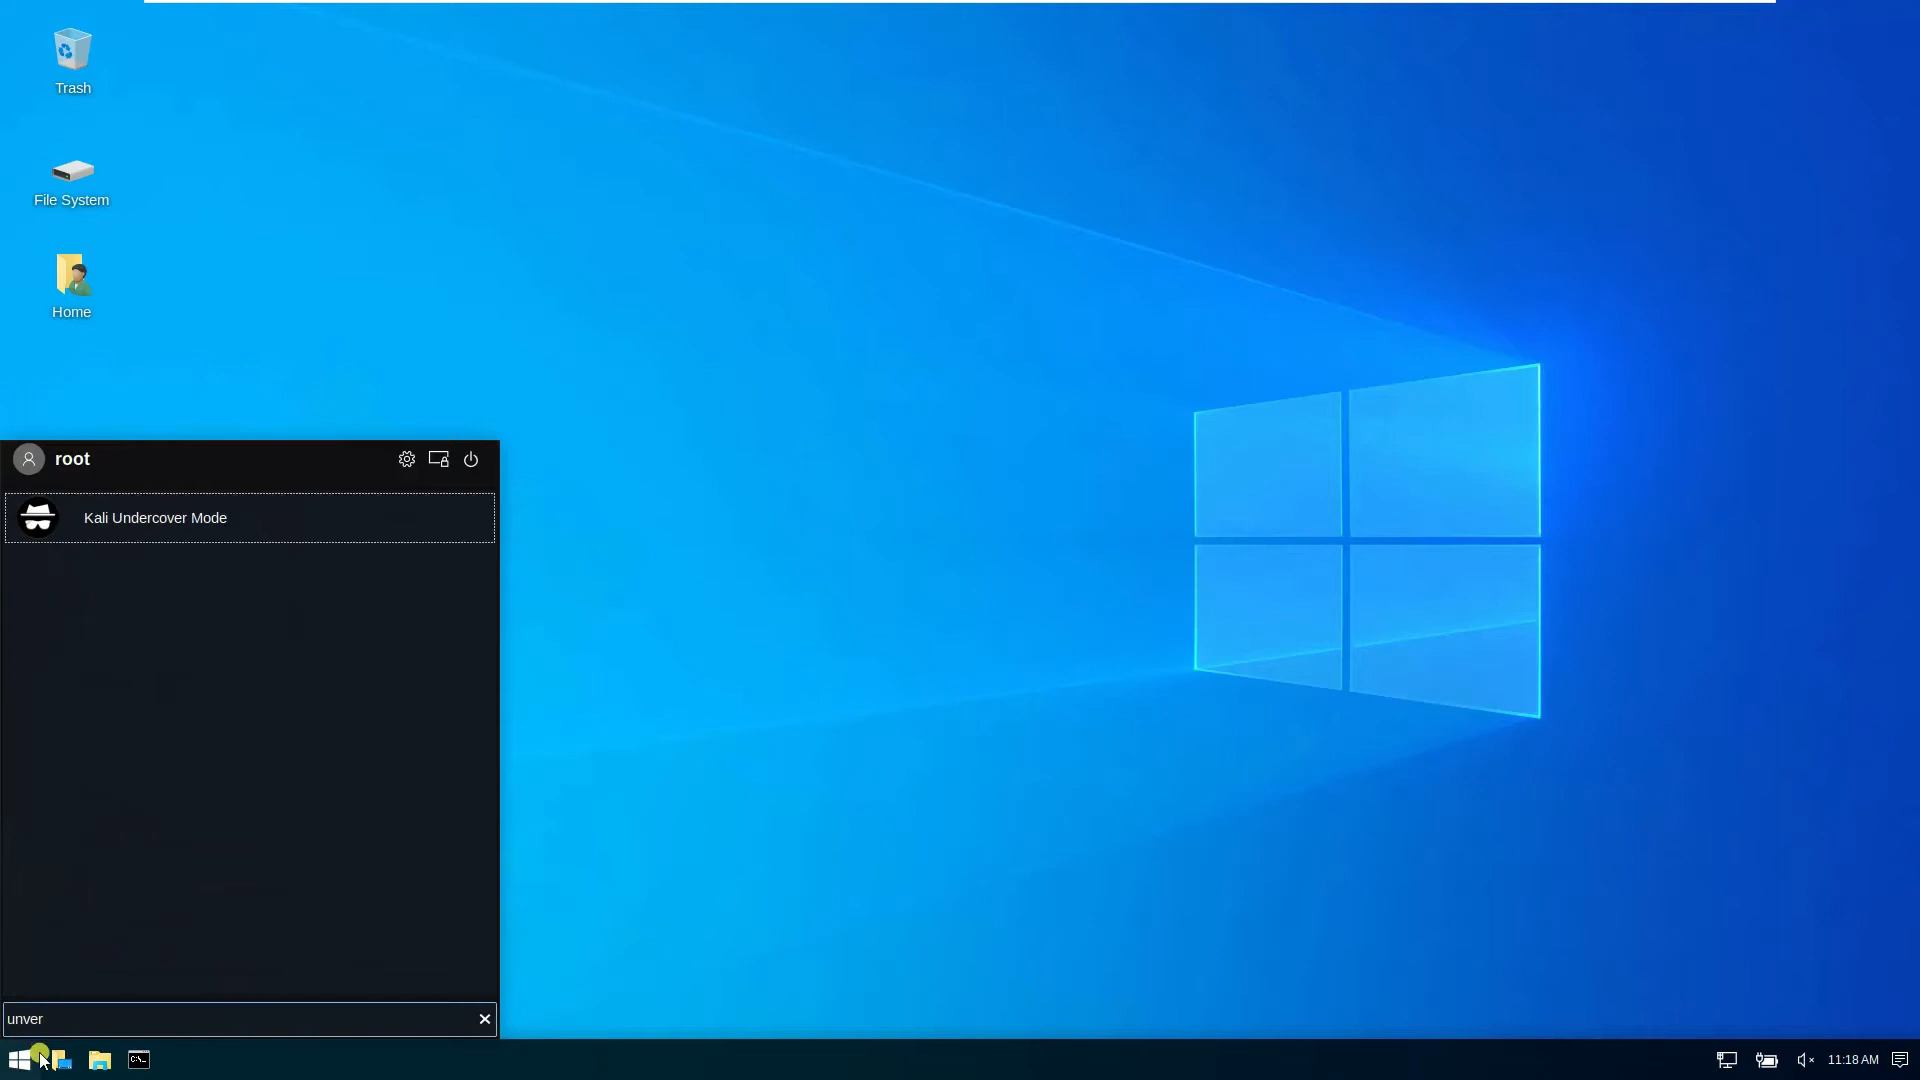 Trash
File System
Home
root
Kali Undercover Mode
unver
11:18 AM